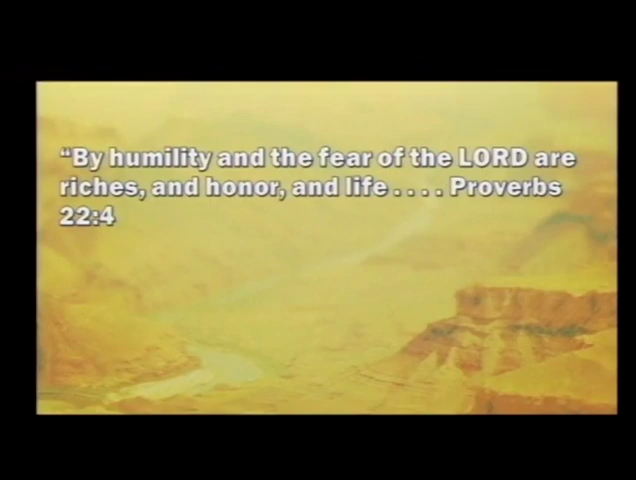 “By humility and the fear of the LORD are
riches, and honor, and life . . . . Proverbs
22:4